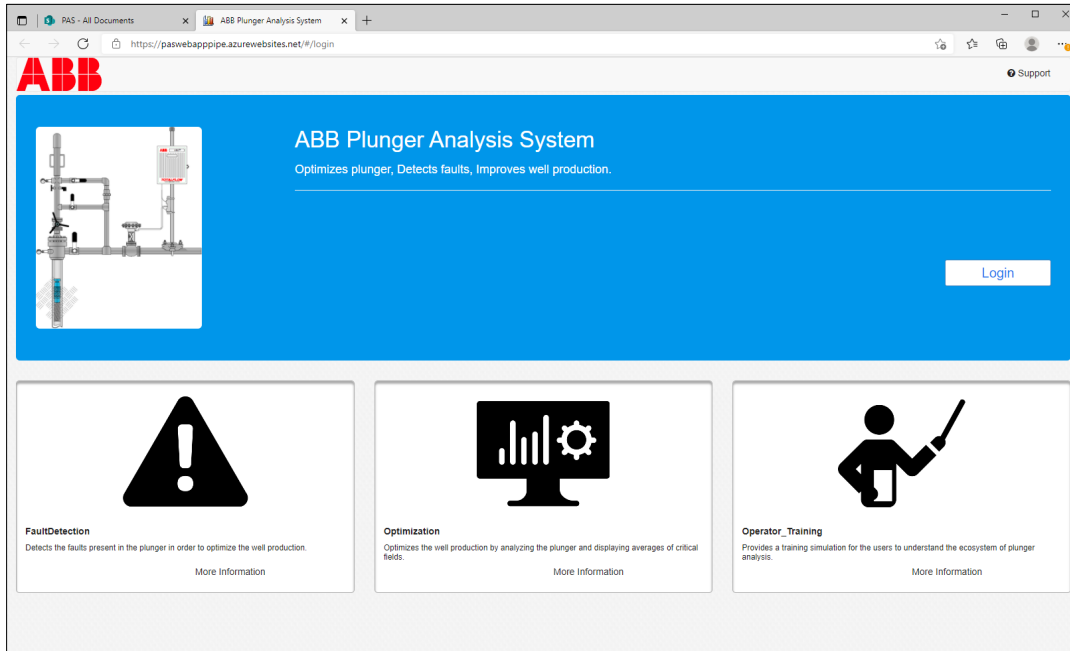 PAS - All Documents
ABB Plunger Analysis System
https://paswebapppipe.azurewebsites.net/#/login
ABB
Support
ABB Plunger Analysis System
Optimizes plunger, Detects faults, Improves well production.
Login
FaultDetection
Detects the faults present in the plunger in order to optimize the well production.
More Information
Optimization
Optimizes the well production by analyzing the plunger and displaying averages of critical
fields.
More Information
Operator_Training
Provides a training simulation for the users to understand the ecosystem of plunger
analysis.
More Information